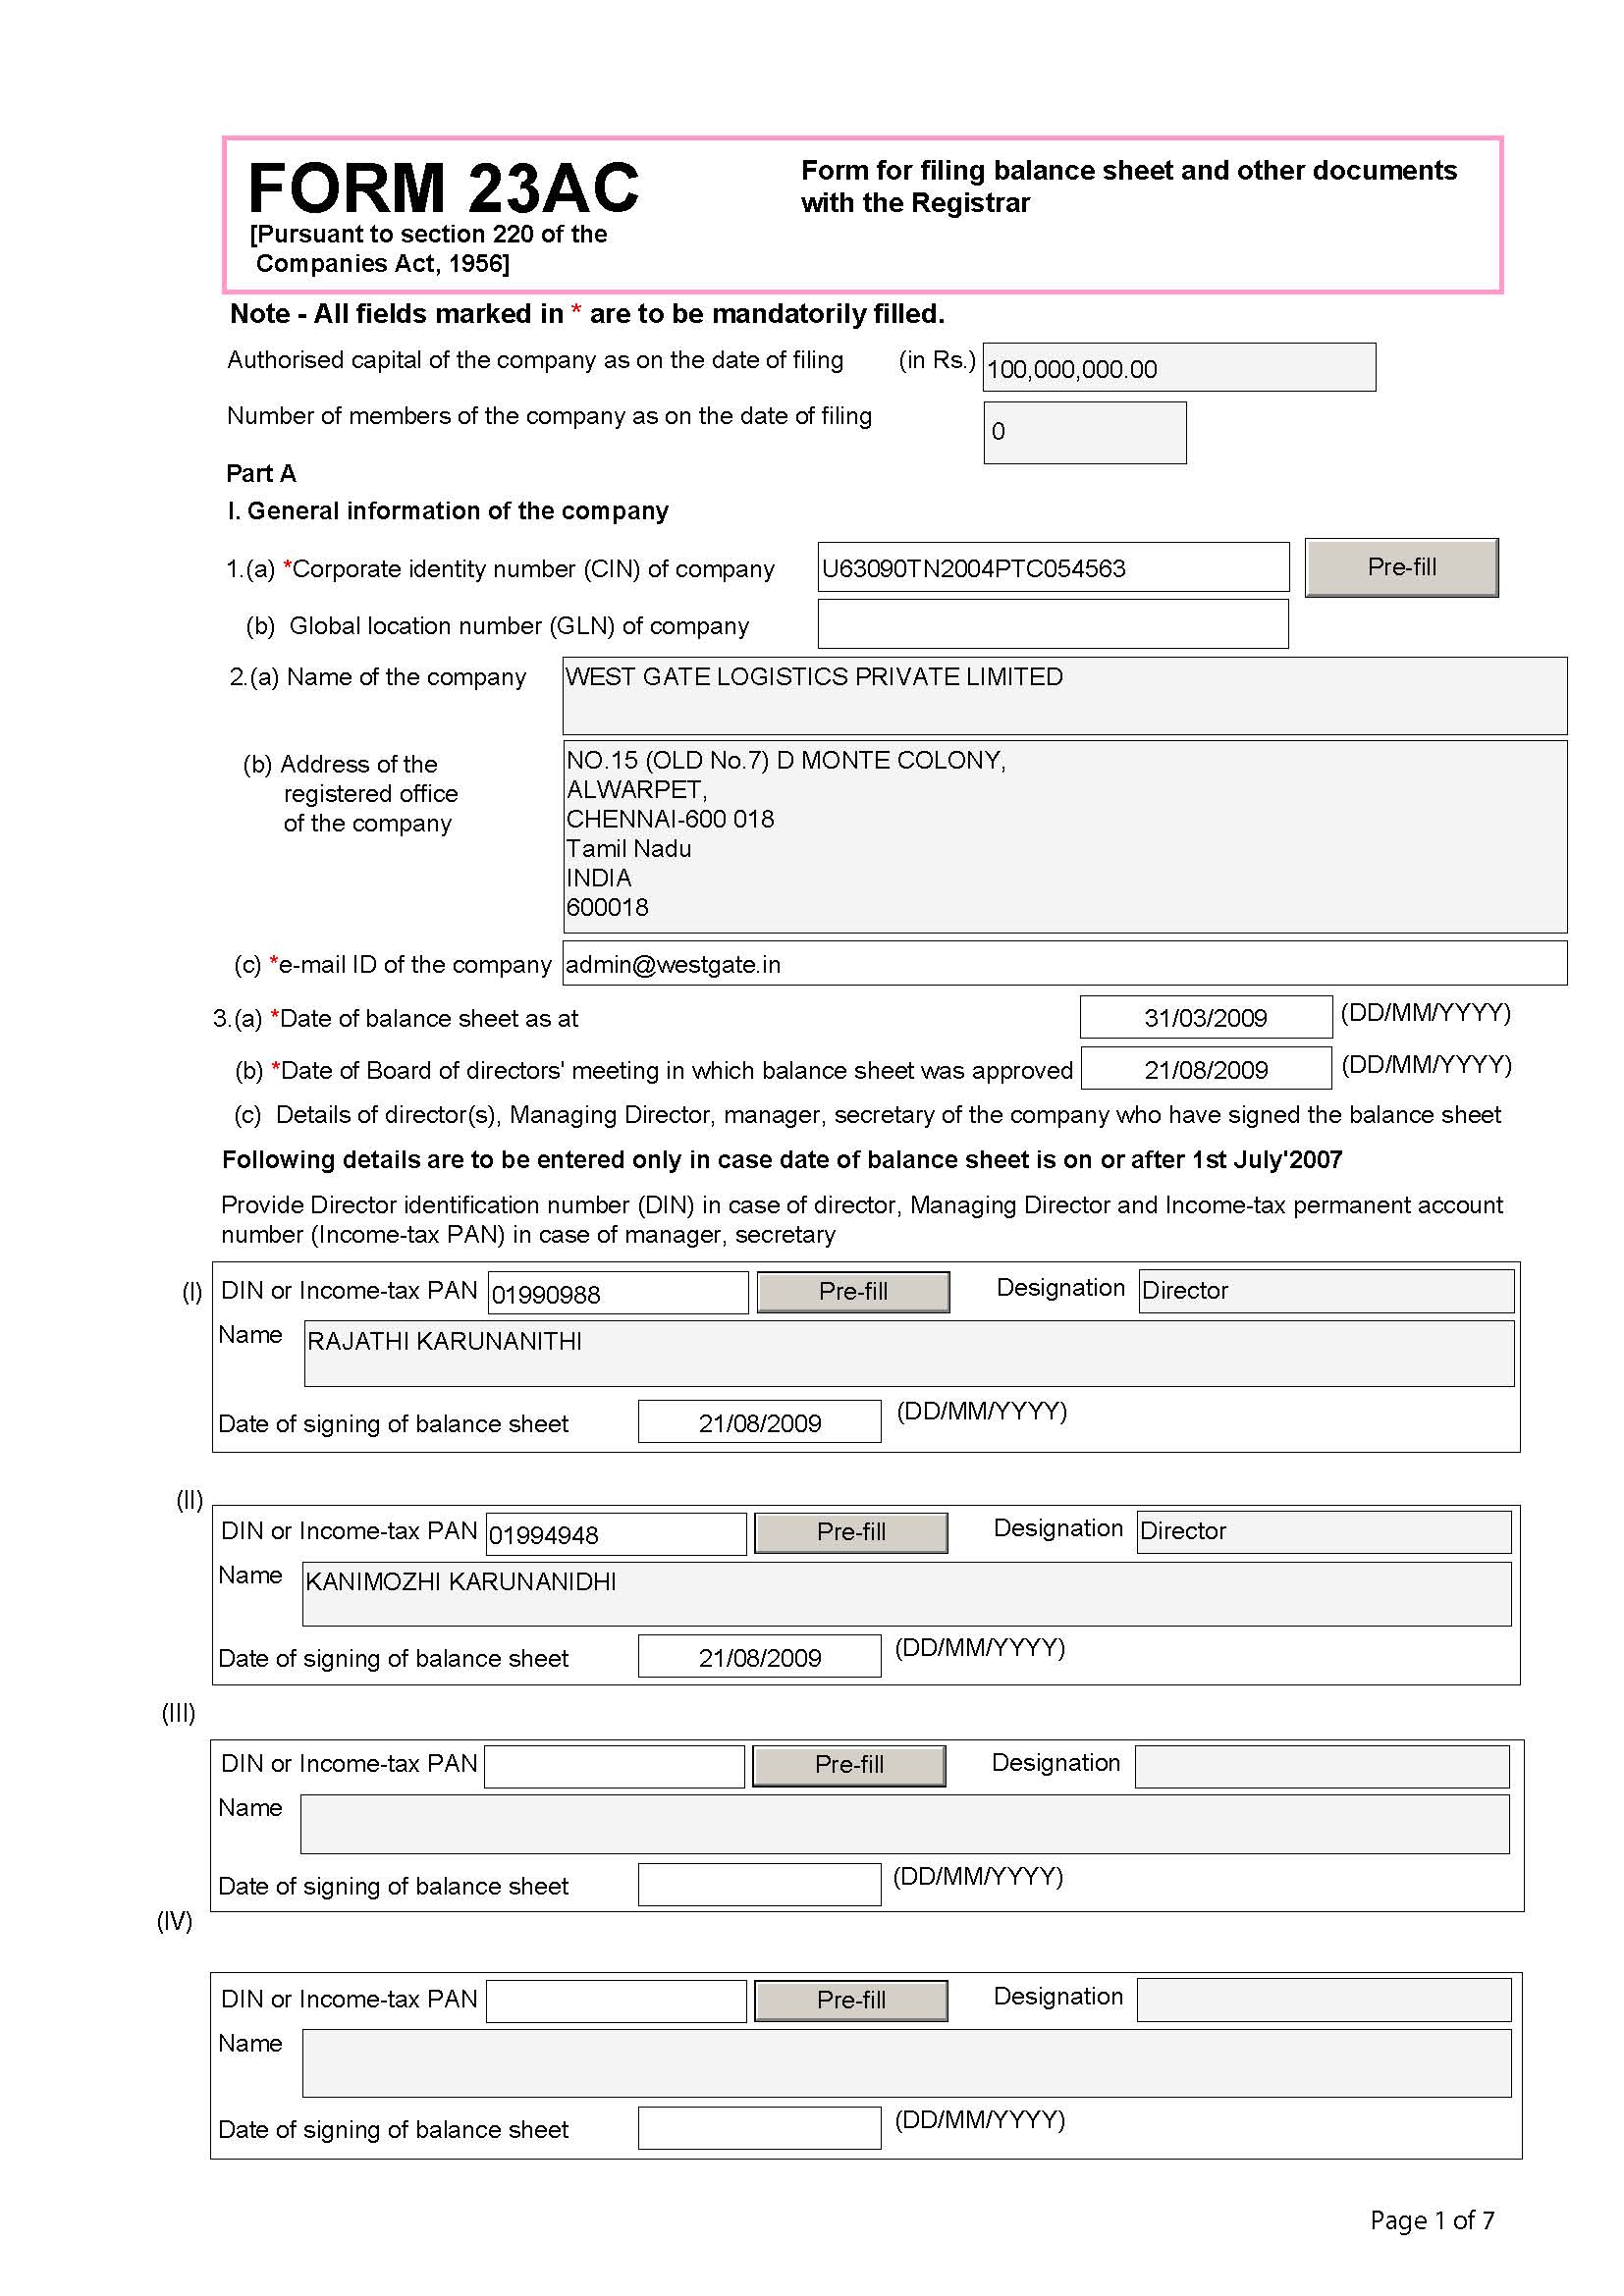 FORM 23AC
[Pursuant to section 220 of the
Companies Act, 1956]
Form for filing balance sheet and other documents
with the Registrar
Note - All fields marked in * are to be mandatorily filled.
Authorised capital of the company as on the date of filing (in Rs.) 100,000,000.00
Number of members of the company as on the date of filing 0
Part A
I. General information of the company
1.(a) *Corporate identity number (CIN) of company U63090TN2004PTC054563 Pre-fill
(b) Global location number (GLN) of company
2.(a) Name of the company WEST GATE LOGISTICS PRIVATE LIMITED
(b) Address of the
registered office
of the company
NO.15 (OLD No.7) D MONTE COLONY,
ALWARPET,
CHENNAI-600 018
Tamil Nadu
INDIA
600018
(c) *e-mail ID of the company admin@westgate.in
3.(a) *Date of balance sheet as at 31/03/2009 (DD/MM/YYYY)
(b) *Date of Board of directors' meeting in which balance sheet was approved 21/08/2009 (DD/MM/YYYY)
(c) Details of director(s), Managing Director, manager, secretary of the company who have signed the balance sheet
Following details are to be entered only in case date of balance sheet is on or after 1st July'2007
Provide Director identification number (DIN) in case of director, Managing Director and Income-tax permanent account
number (Income-tax PAN) in case of manager, secretary
(I) DIN or Income-tax PAN 01990988 Pre-fill Designation Director
Name RAJATHI KARUNANITHI
Date of signing of balance sheet 21/08/2009 (DD/MM/YYYY)
(II)
DIN or Income-tax PAN 01994948 Pre-fill Designation Director
Name KANIMOZHI KARUNANIDHI
Date of signing of balance sheet 21/08/2009 (DD/MM/YYYY)
(III)
DIN or Income-tax PAN Pre-fill Designation
Name
Date of signing of balance sheet (DD/MM/YYYY)
(IV)
DIN or Income-tax PAN Pre-fill Designation
Name
Date of signing of balance sheet (DD/MM/YYYY)
Page 1 of 7